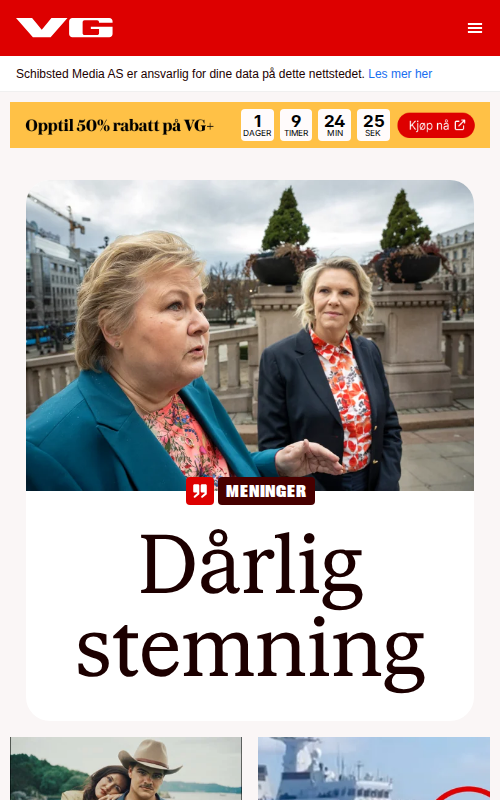 VG
Schibsted Media AS er ansvarlig for dine data på dette nettstedet. Les mer her
Opptil 50% rabatt på VG+
1 DAGER 9 TIMER 24 MIN 25 SEK
Kjøp nå
MENINGER
Dårlig
stemning